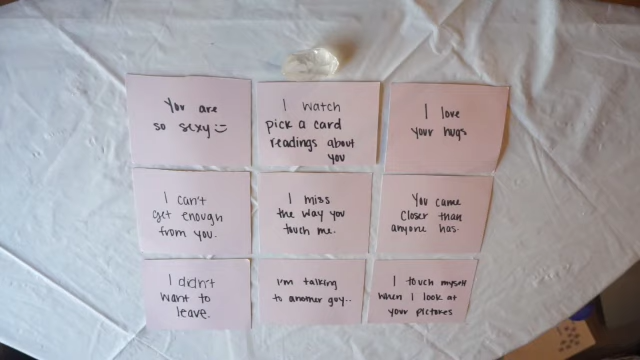 You are
so sexy :)
I watch
pick a card
readings about
you
I love
your hugs
I can't
get enough
from you.
I miss
the way you
touch me.
You came
closer than
anyone has.
I didn't
want to
leave.
I'm talking
to another guy..
I touch myself
when I look at
your pictures